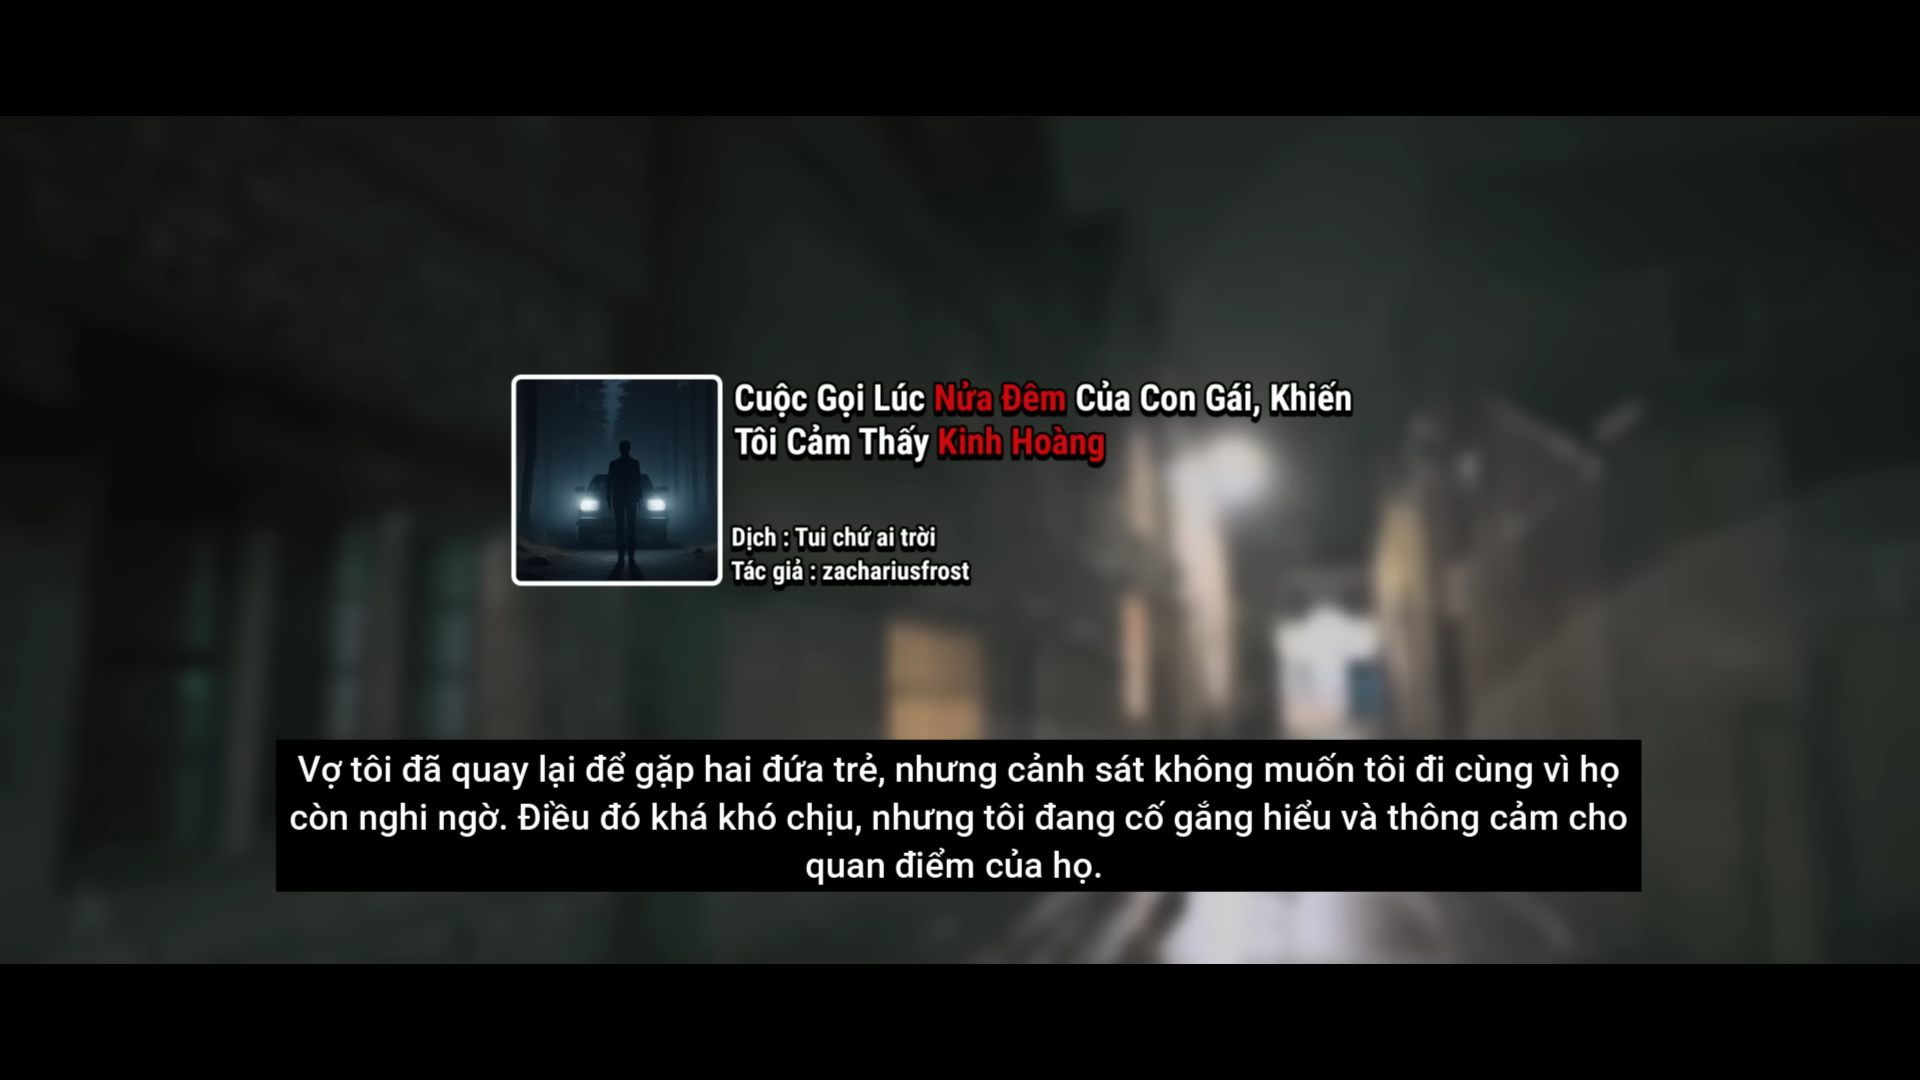 Cuộc Gọi Lúc Nửa Đêm Của Con Gái, Khiến
Tôi Cảm Thấy Kinh Hoàng
Dịch : Tui chứ ai trời
Tác giả : zachariusfrost
Vợ tôi đã quay lại để gặp hai đứa trẻ, nhưng cảnh sát không muốn tôi đi cùng vì họ
còn nghi ngờ. Điều đó khá khó chịu, nhưng tôi đang cố gắng hiểu và thông cảm cho
quan điểm của họ.